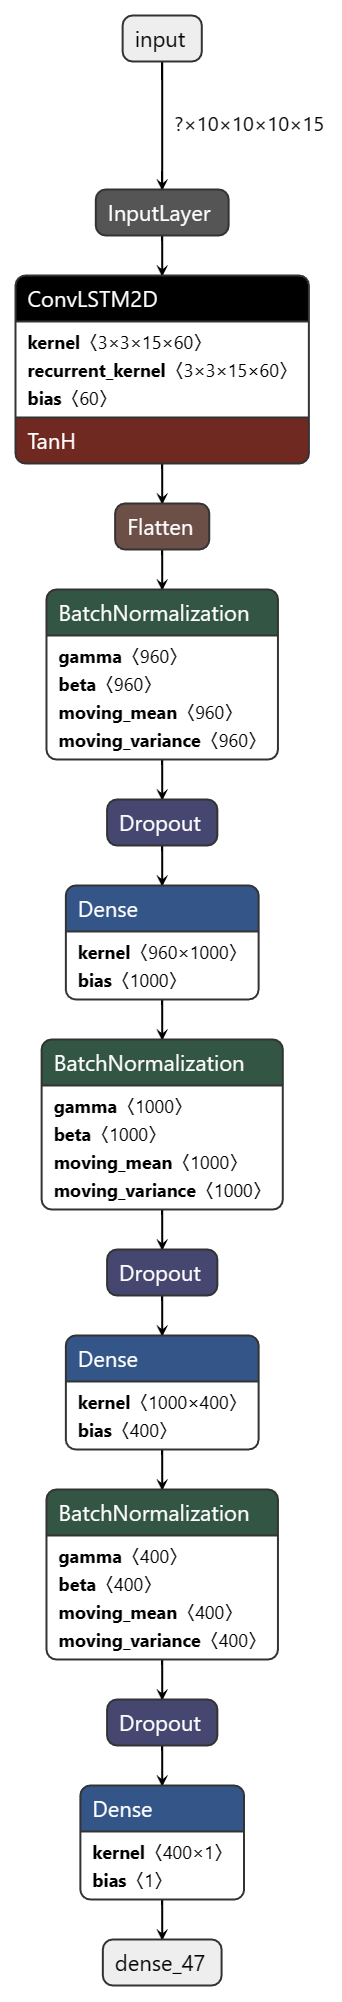 input
?×10×10×10×15
InputLayer
ConvLSTM2D
kernel〈3×3×15×60〉
recurrent_kernel〈3×3×15×60〉
bias〈60〉
TanH
Flatten
BatchNormalization
gamma〈960〉
beta〈960〉
moving_mean〈960〉
moving_variance〈960〉
Dropout
Dense
kernel〈960×1000〉
bias〈1000〉
BatchNormalization
gamma〈1000〉
beta〈1000〉
moving_mean〈1000〉
moving_variance〈1000〉
Dropout
Dense
kernel〈1000×400〉
bias〈400〉
BatchNormalization
gamma〈400〉
beta〈400〉
moving_mean〈400〉
moving_variance〈400〉
Dropout
Dense
kernel〈400×1〉
bias〈1〉
dense_47